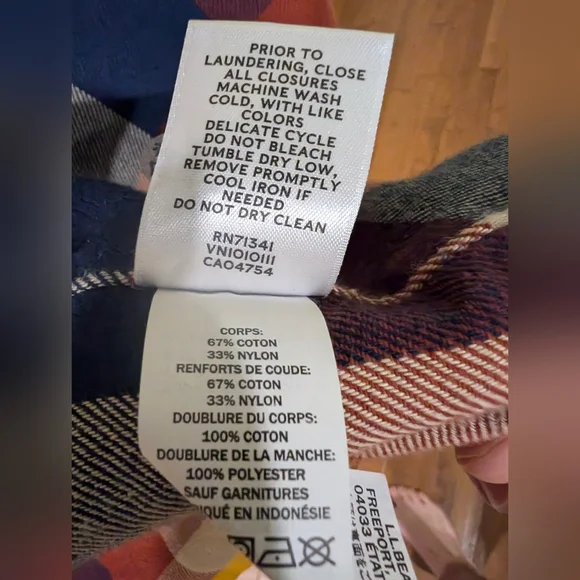 PRIOR TO
LAUNDERING, CLOSE
ALL CLOSURES
MACHINE WASH
COLD, WITH LIKE
COLORS
DELICATE CYCLE
DO NOT BLEACH
TUMBLE DRY LOW,
REMOVE PROMPTLY
COOL IRON IF
NEEDED
DO NOT DRY CLEAN
RN71341
VN1010111
CA04754
CORPS:
67% COTON
33% NYLON
RENFORTS DE COUDE:
67% COTON
33% NYLON
DOUBLURE DU CORPS:
100% COTON
DOUBLURE DE LA MANCHE:
100% POLYESTER
SAUF GARNITURES
IQUÉ EN INDONÉSIE
L.L.BEA
FREEPORT,
04033 ÉTAT